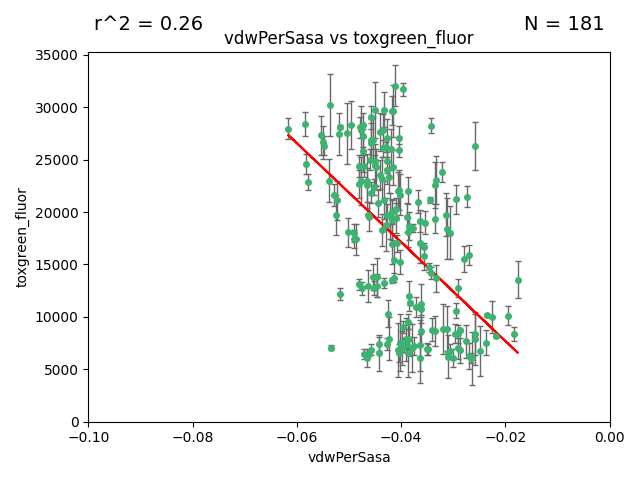 r^2 = 0.26
N = 181
vdwPerSasa vs toxgreen_fluor
35000
30000
25000
20000
15000
10000
5000
0
toxgreen_fluor
−0.10
−0.08
−0.06
−0.04
−0.02
0.00
vdwPerSasa